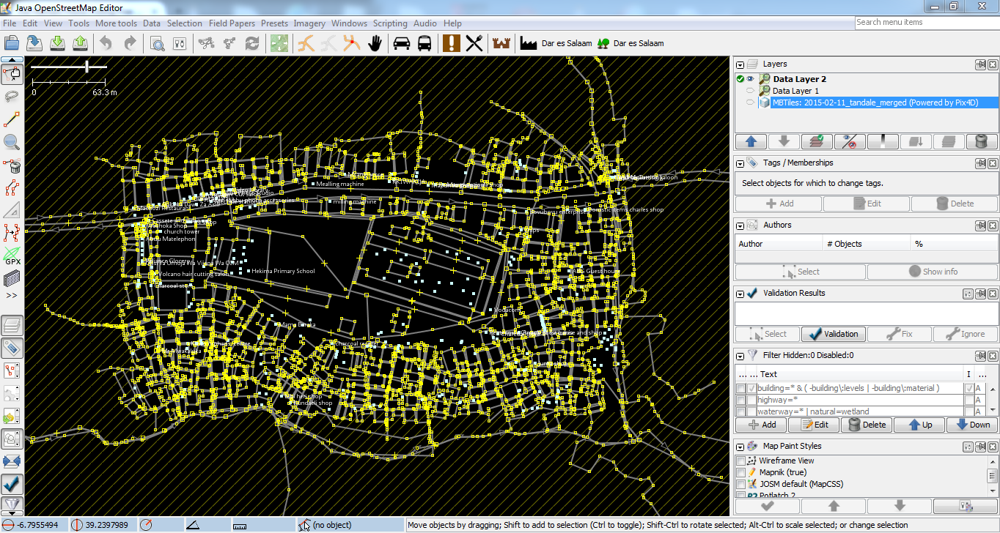 Java OpenStreetMap Editor
File Edit View Tools More tools Data Selection Field Papers Presets Imagery Windows Scripting Audio Help
Search menu items
Dar es Salaam Dar es Salaam
0 63.3 m
Mealling machine
milling machine
church tower
Volcano hair cutting salon
Hekima Primary School
Vodacom
charcoal
GPX
>>
Layers
Data Layer 2
Data Layer 1
MBTiles: 2015-02-11_tandale_merged (Powered by Pix4D)
Tags / Memberships
Select objects for which to change tags.
Add Edit Delete
Authors
Author # Objects %
Select Show info
Validation Results
Select Validation Fix Ignore
Filter Hidden:0 Disabled:0
... ... Text I ...
building=* & ( -building\:levels | -building\:material ) A
highway=* A
waterway=* | natural=wetland A
Add Edit Delete Up Down
Map Paint Styles
Wireframe View
Mapnik (true)
JOSM default (MapCSS)
Potlatch 2
-6.7955494 39.2397989 (no object) Move objects by dragging; Shift to add to selection (Ctrl to toggle); Shift-Ctrl to rotate selected; Alt-Ctrl to scale selected; or change selection